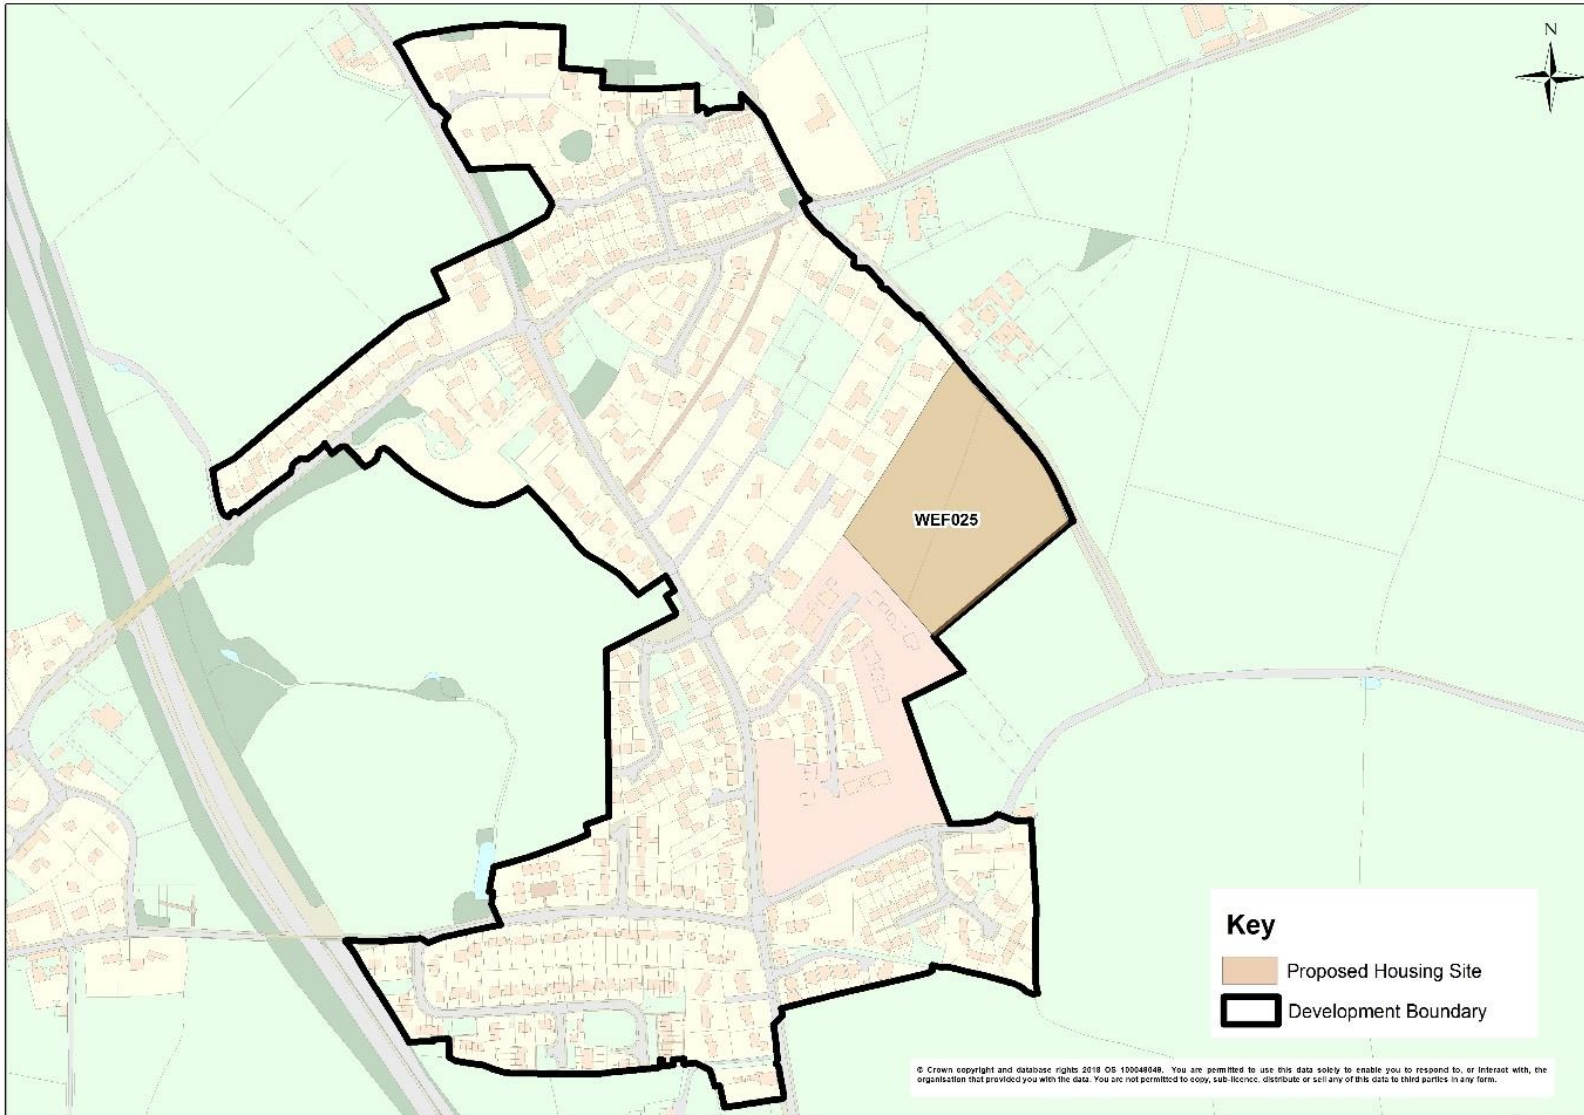 N
WEF025
Key
Proposed Housing Site
Development Boundary
© Crown copyright and database rights 2018 OS 100046049. You are permitted to use this data solely to enable you to respond to, or interact with, the
organisation that provided you with the data. You are not permitted to copy, sub-licence, distribute or sell any of this data to third parties in any form.